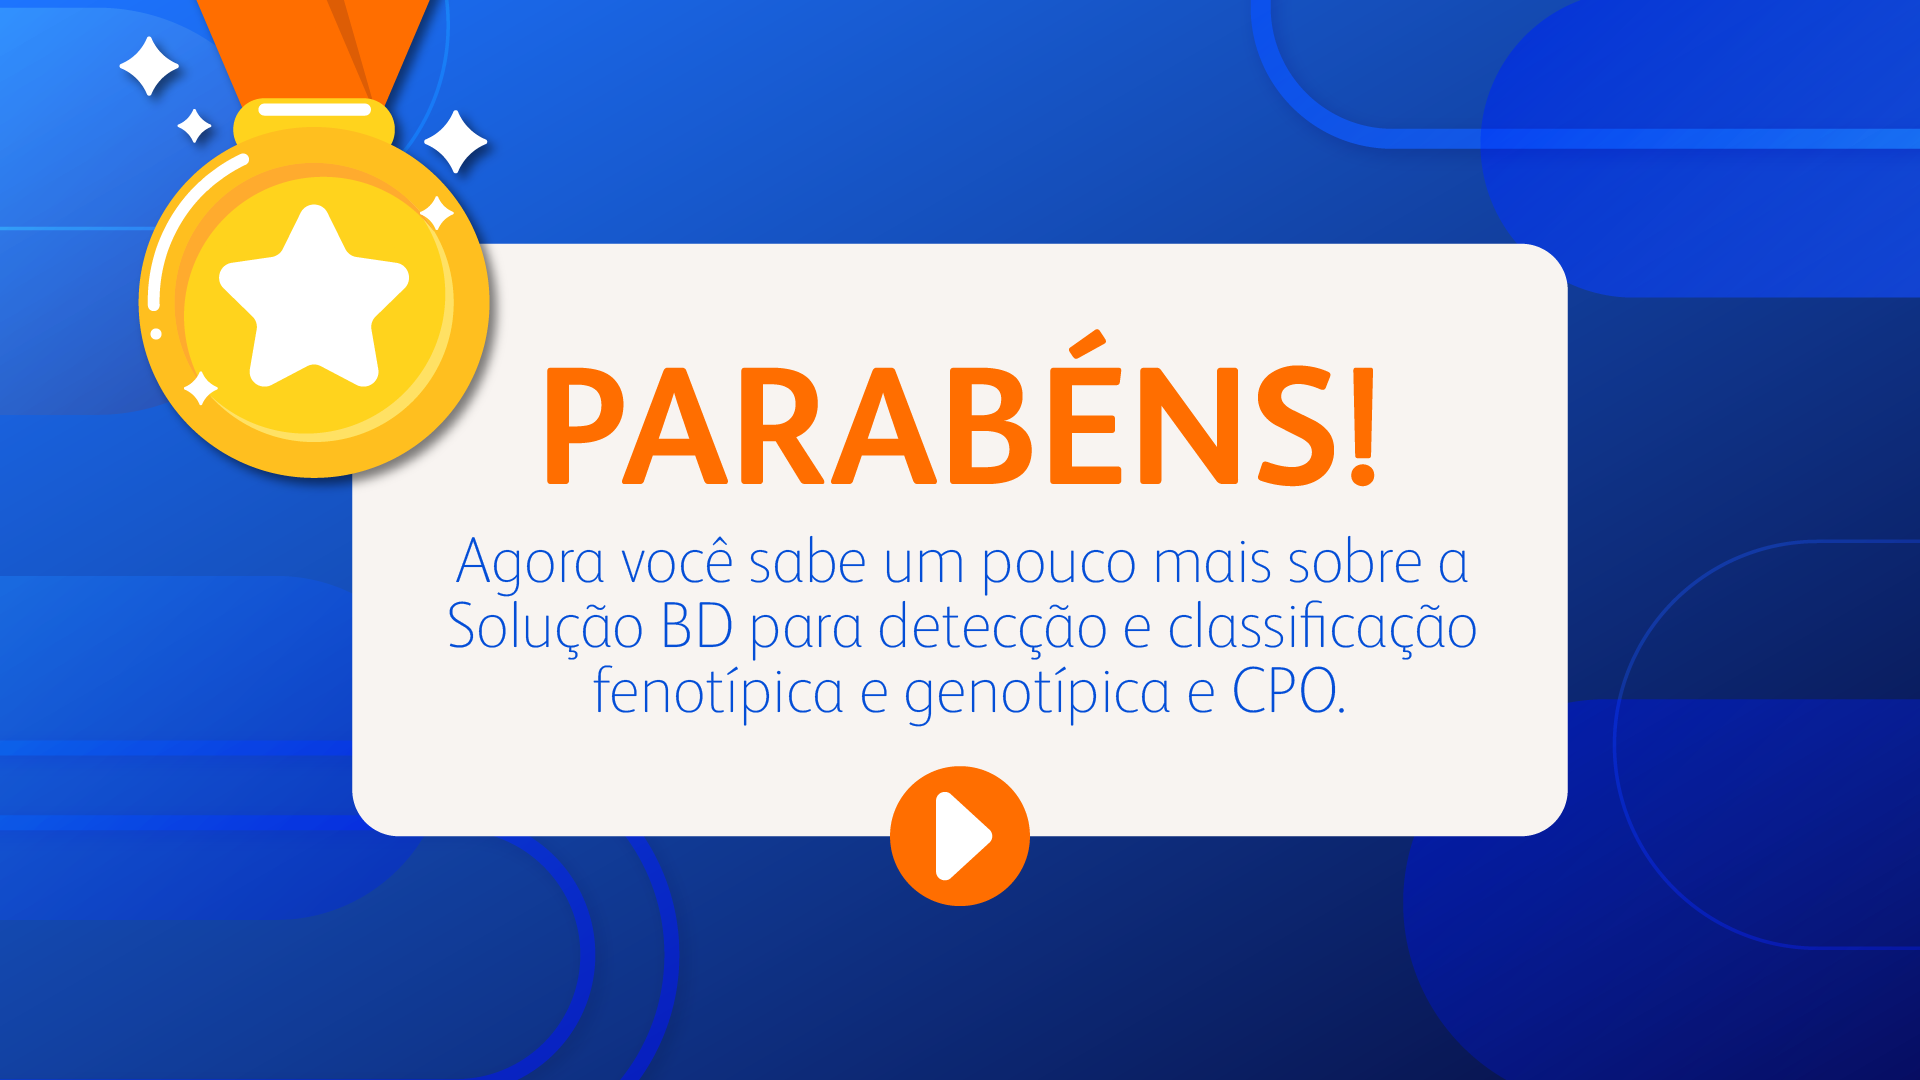 PARABÉNS!
Agora você sabe um pouco mais sobre a
Solução BD para detecção e classificação
fenotípica e genotípica e CPO.